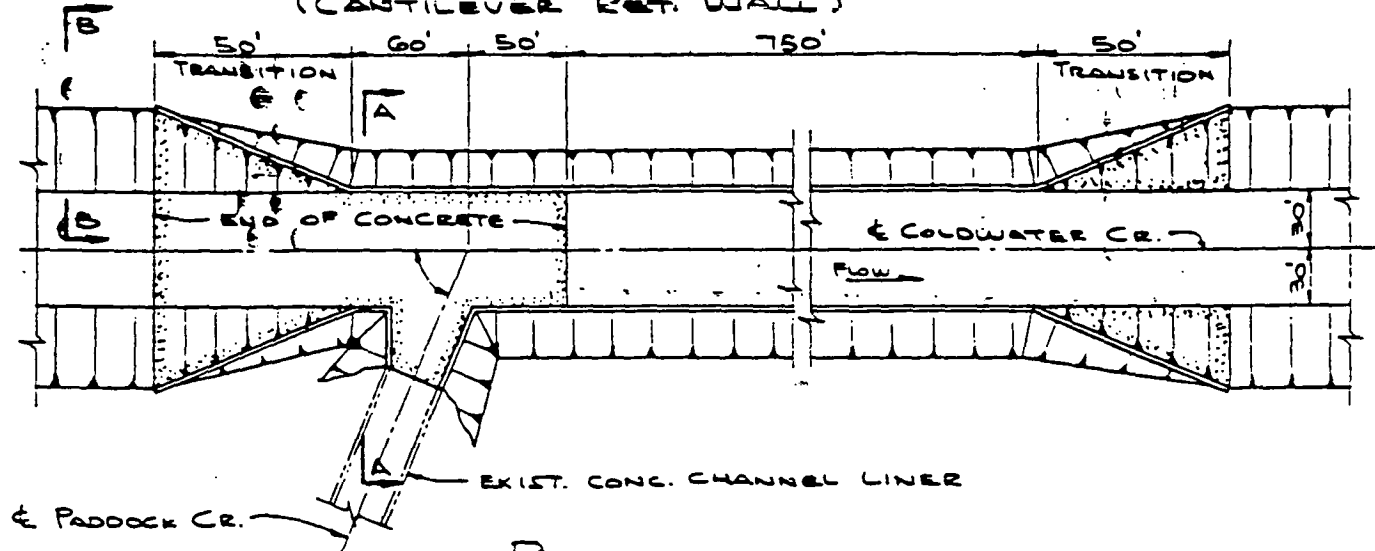 (CANTILEVER RET. WALL)
B
50' 60' 50' 750' 50'
TRANSITION
TRANSITION
A
B
END OF CONCRETE
℄ COLDWATER CR.
30'
FLOW
30'
A
EXIST. CONC. CHANNEL LINER
℄ PADDOCK CR.